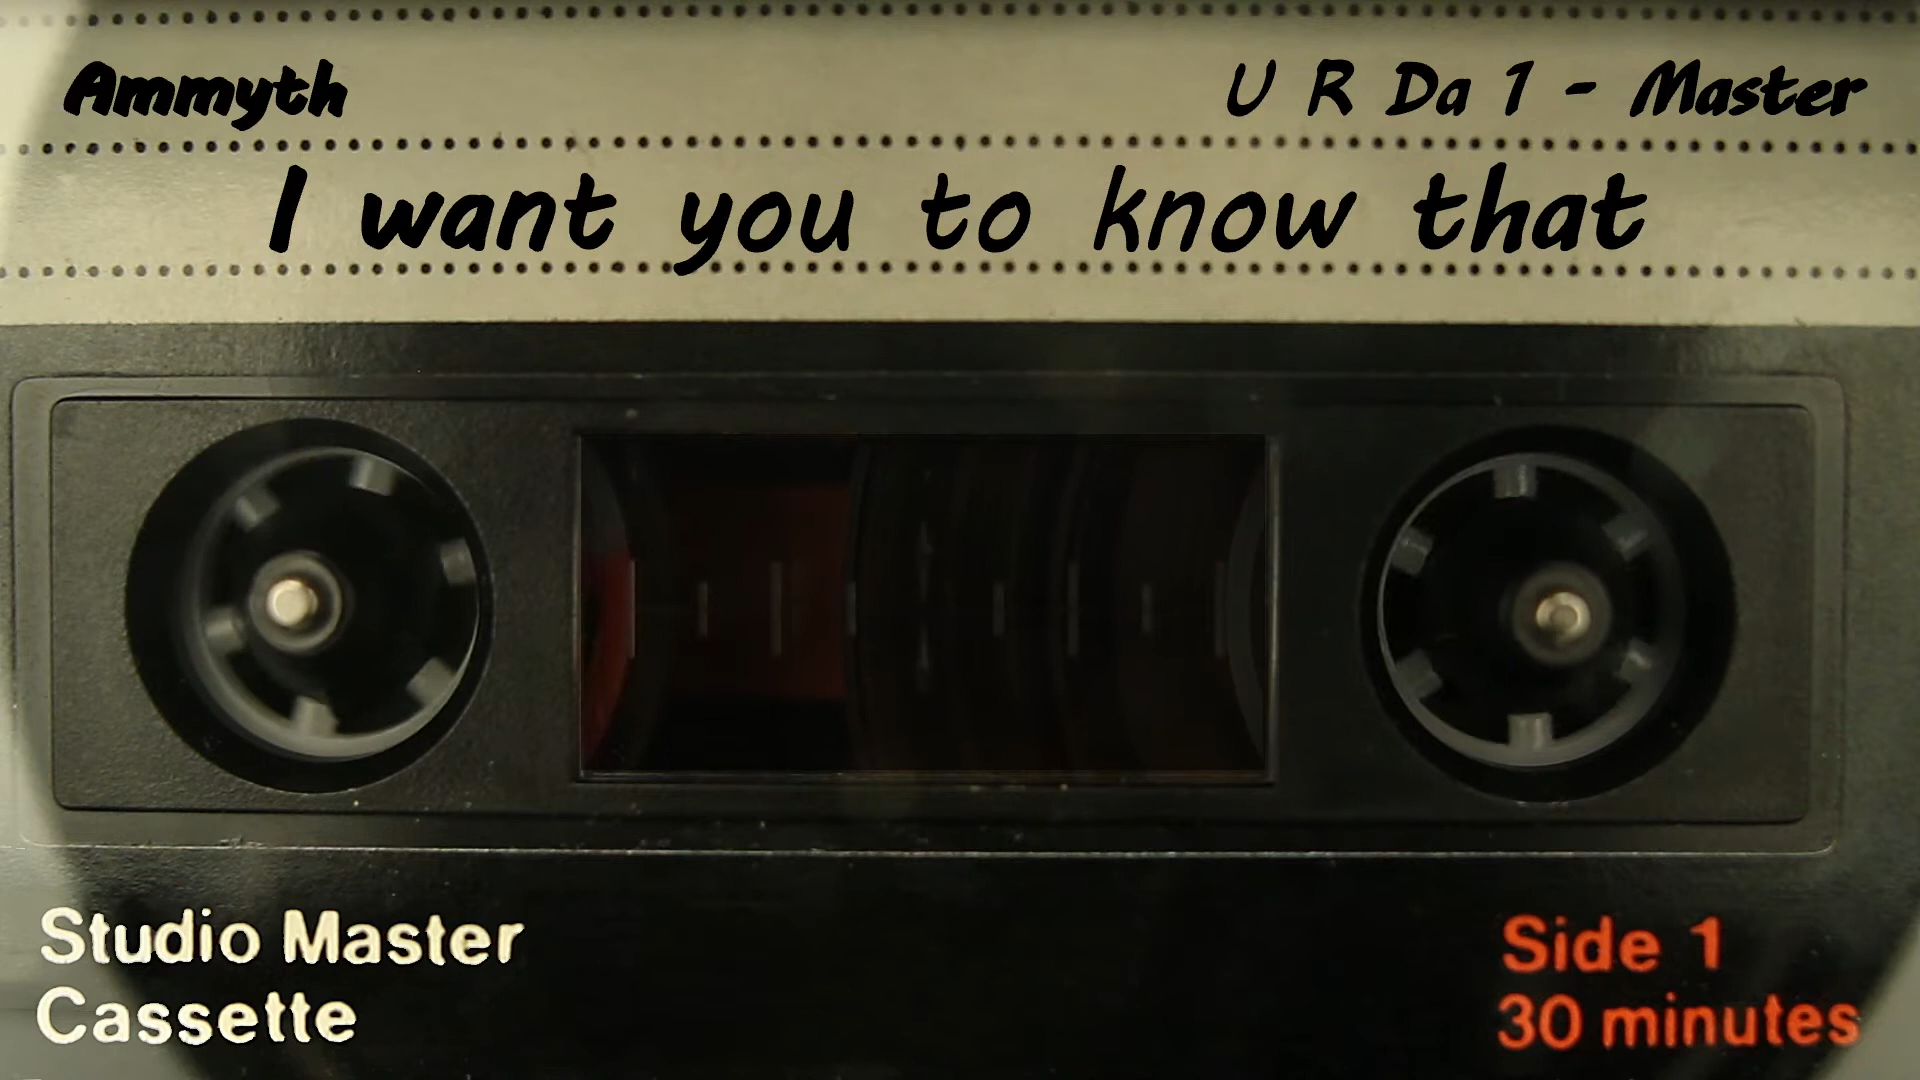 Ammyth
U R Da 1 - Master
I want you to know that
Studio Master
Cassette
Side 1
30 minutes